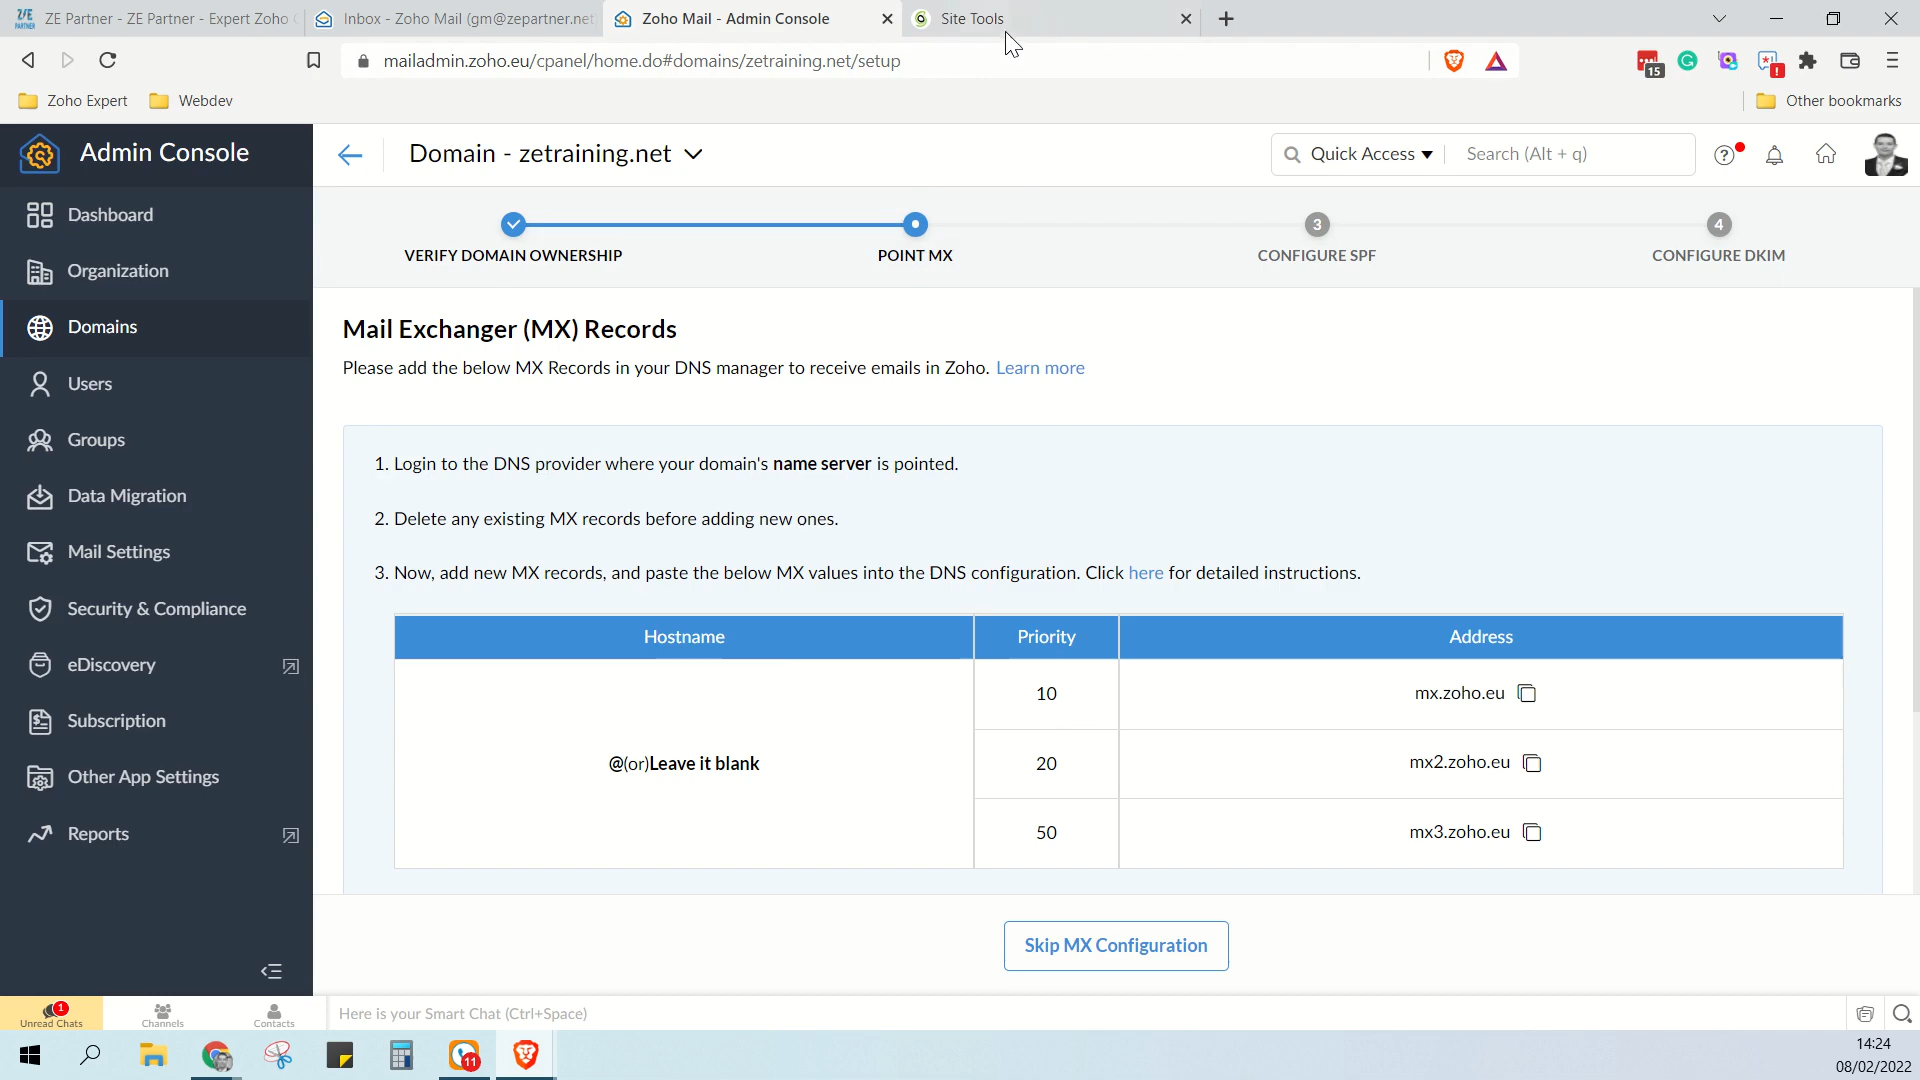 ZE Partner - ZE Partner - Expert Zoho
Inbox - Zoho Mail (gm@zepartner.net
Zoho Mail - Admin Console
Site Tools
mailadmin.zoho.eu/cpanel/home.do#domains/zetraining.net/setup
15
Zoho Expert
Webdev
Other bookmarks
Admin Console
Domain - zetraining.net
Quick Access
Search (Alt + q)
Dashboard
Organization
Domains
Users
Groups
Data Migration
Mail Settings
Security & Compliance
eDiscovery
Subscription
Other App Settings
Reports
3
4
VERIFY DOMAIN OWNERSHIP
POINT MX
CONFIGURE SPF
CONFIGURE DKIM
Mail Exchanger (MX) Records
Please add the below MX Records in your DNS manager to receive emails in Zoho. Learn more
1. Login to the DNS provider where your domain's name server is pointed.
2. Delete any existing MX records before adding new ones.
3. Now, add new MX records, and paste the below MX values into the DNS configuration. Click here for detailed instructions.
Hostname
Priority
Address
@(or)Leave it blank
10
mx.zoho.eu
20
mx2.zoho.eu
50
mx3.zoho.eu
Skip MX Configuration
1
Unread Chats
Channels
Contacts
Here is your Smart Chat (Ctrl+Space)
11
14:24
08/02/2022